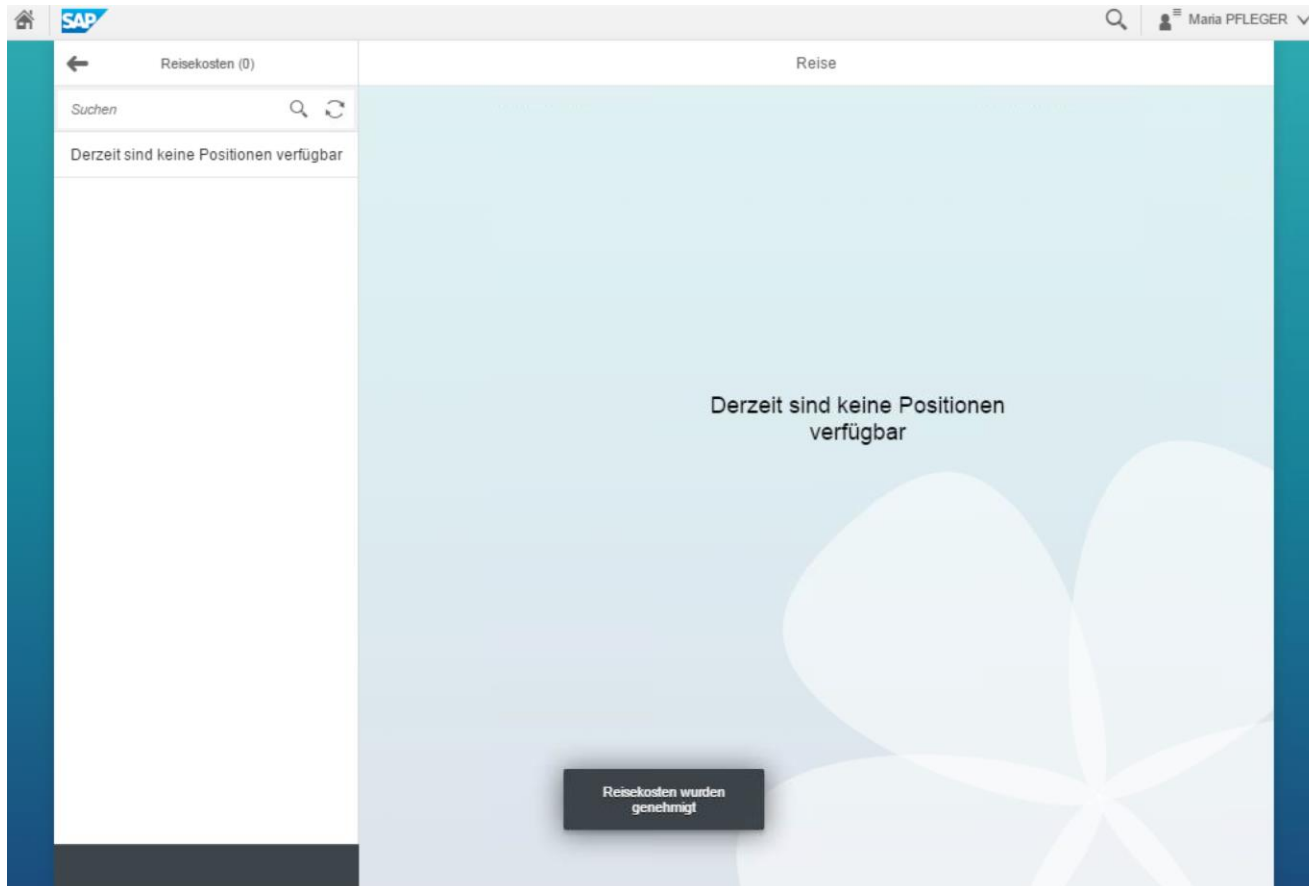 SAP
Maria PFLEGER
Reisekosten (0)
Reise
Suchen
Derzeit sind keine Positionen verfügbar
Derzeit sind keine Positionen
verfügbar
Reisekosten wurden
genehmigt